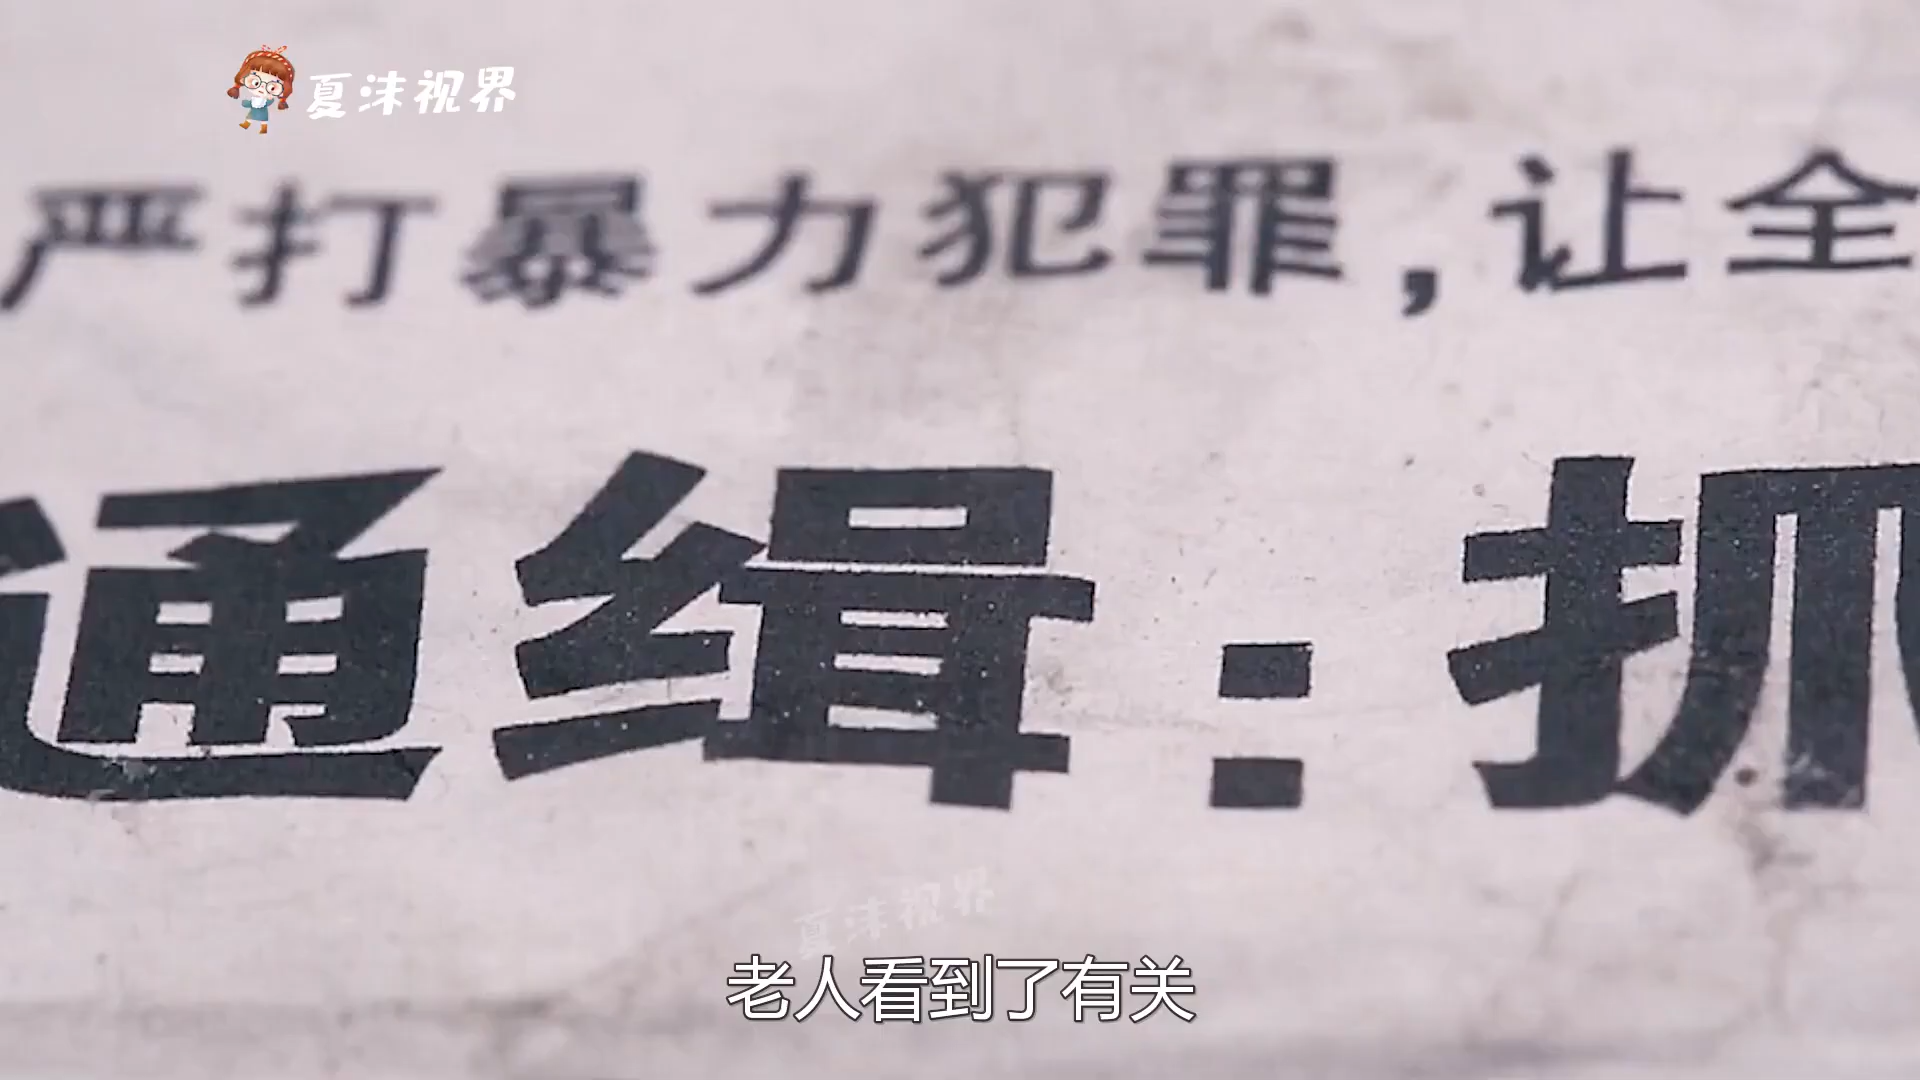 夏沫视界
严打暴力犯罪,让全
通缉:抓
夏沫视界
老人看到了有关